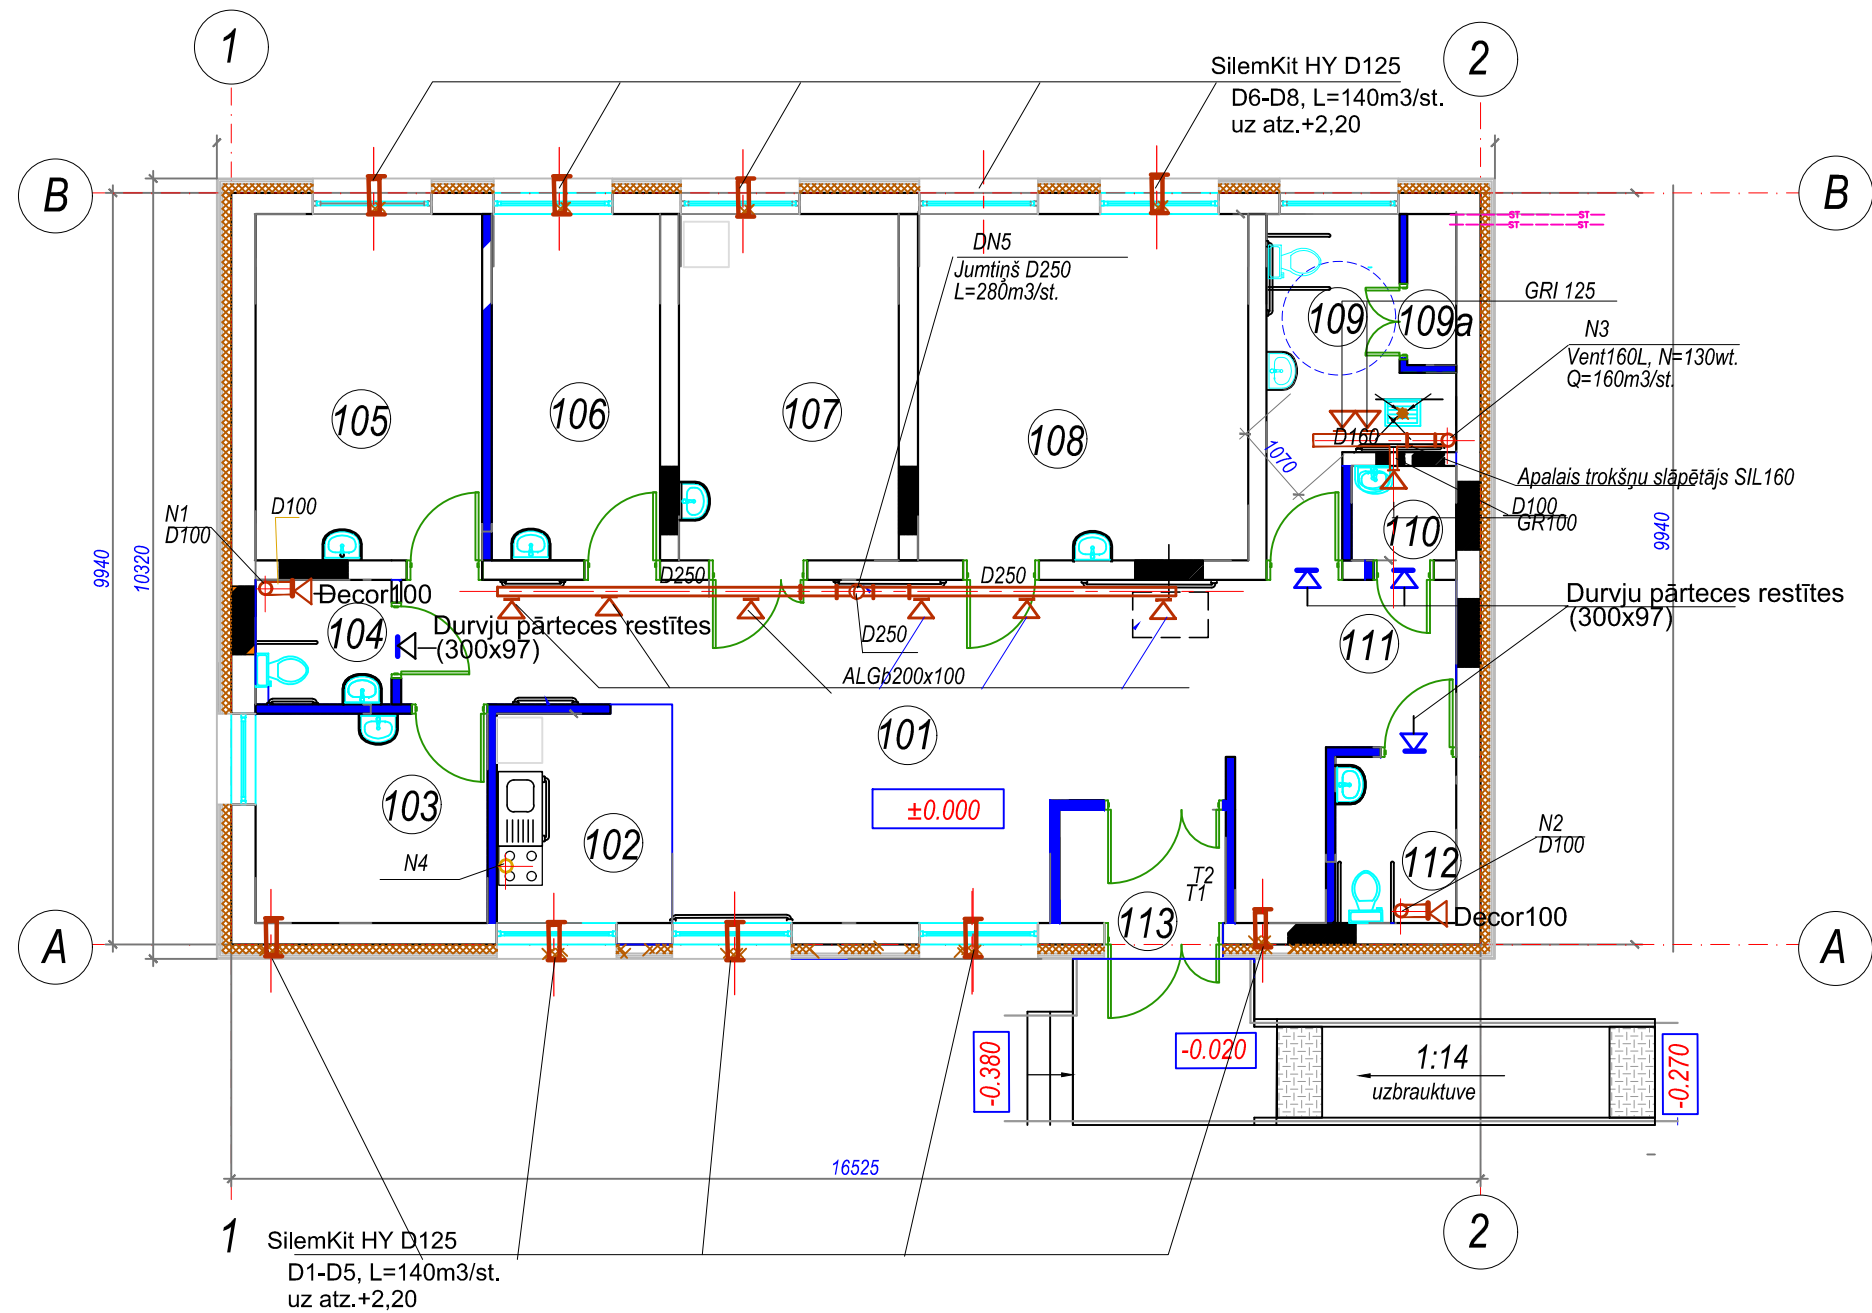 1
2
SilemKit HY D125
D6-D8, L=140m3/st.
uz atz.+2,20
B
B
ST
ST
ST
ST
DN5
Jumtiņš D250
L=280m3/st.
GRI 125
109
109a
N3
Vent160L, N=130wt.
Q=160m3/st.
105
106
107
108
D160
1070
Apalais trokšņu slāpētājs SIL160
D100
GR100
110
N1
D100
D100
9940
10320
9940
D250
D250
Decor100
Durvju pārteces restītes
(300x97)
104
Durvju pārteces restītes
(300x97)
D250
111
ALGb200x100
101
103
±0.000
102
N4
N2
D100
112
T2
T1
Decor100
113
A
A
-0.380
-0.020
1:14
uzbrauktuve
-0.270
16525
1
2
SilemKit HY D125
D1-D5, L=140m3/st.
uz atz.+2,20